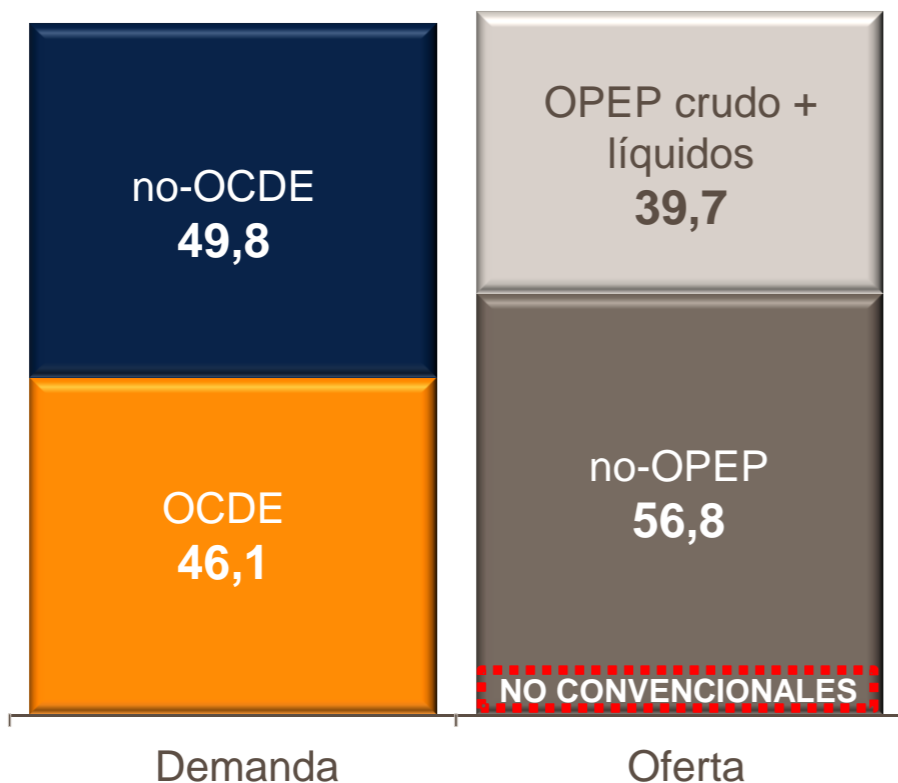 no-OCDE
49,8
OCDE
46,1
Demanda
OPEP crudo +
líquidos
39,7
no-OPEP
56,8
NO CONVENCIONALES
Oferta